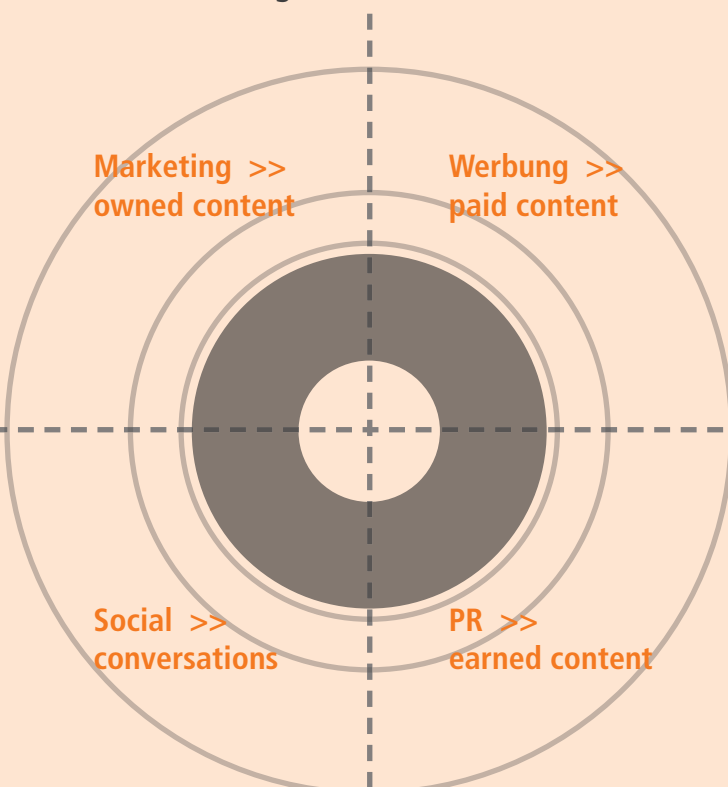 Marketing >>
owned content
Werbung >>
paid content
Social >>
conversations
PR >>
earned content